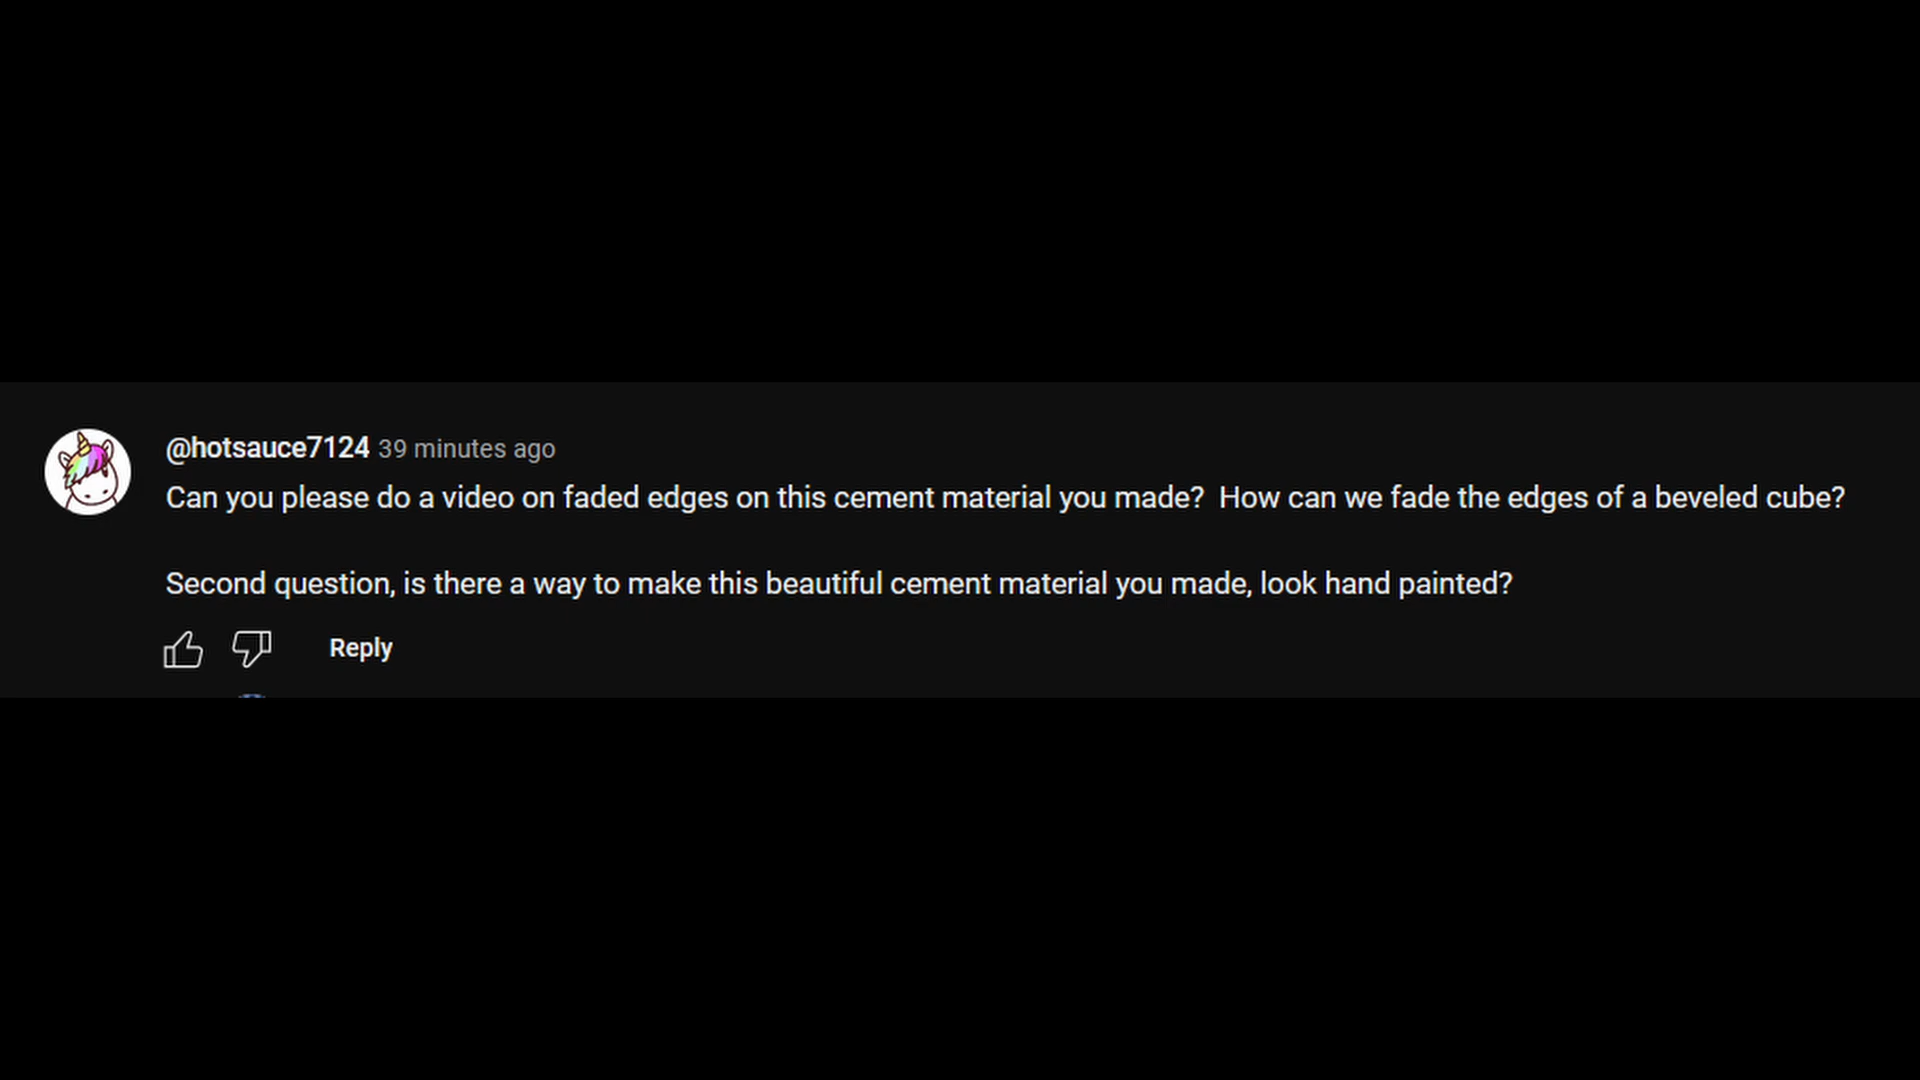 @hotsauce7124 39 minutes ago
Can you please do a video on faded edges on this cement material you made?  How can we fade the edges of a beveled cube?
Second question, is there a way to make this beautiful cement material you made, look hand painted?
Reply